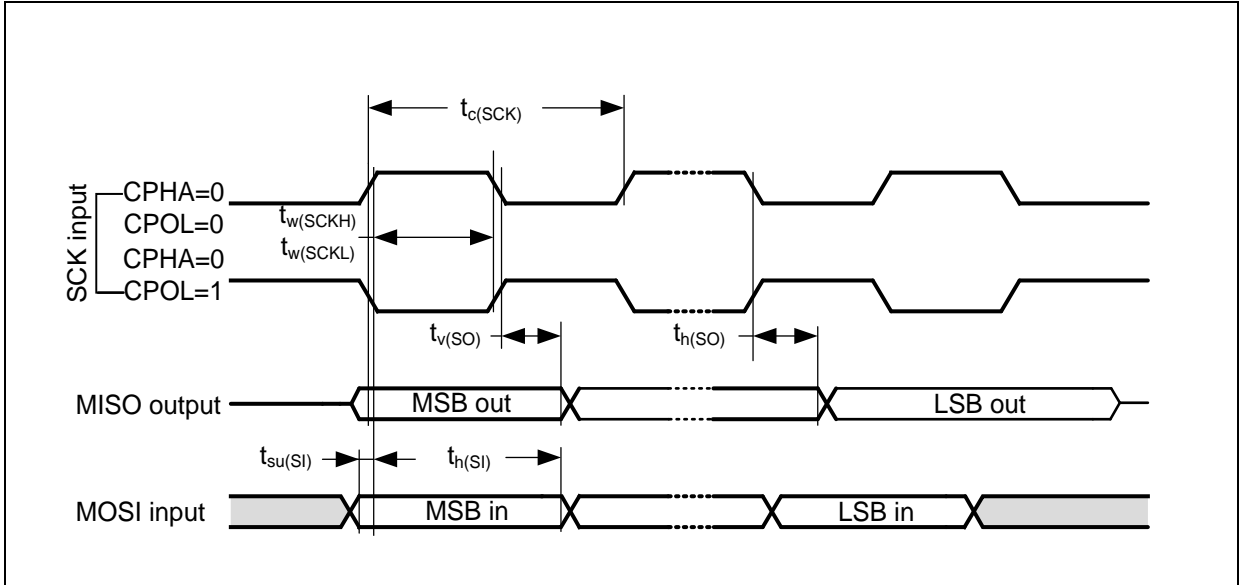 tc(SCK)
SCK input
CPHA=0
CPOL=0
CPHA=0
CPOL=1
tw(SCKH)
tw(SCKL)
tv(SO)
th(SO)
MISO output
MSB out
LSB out
tsu(SI)
th(SI)
MOSI input
MSB in
LSB in